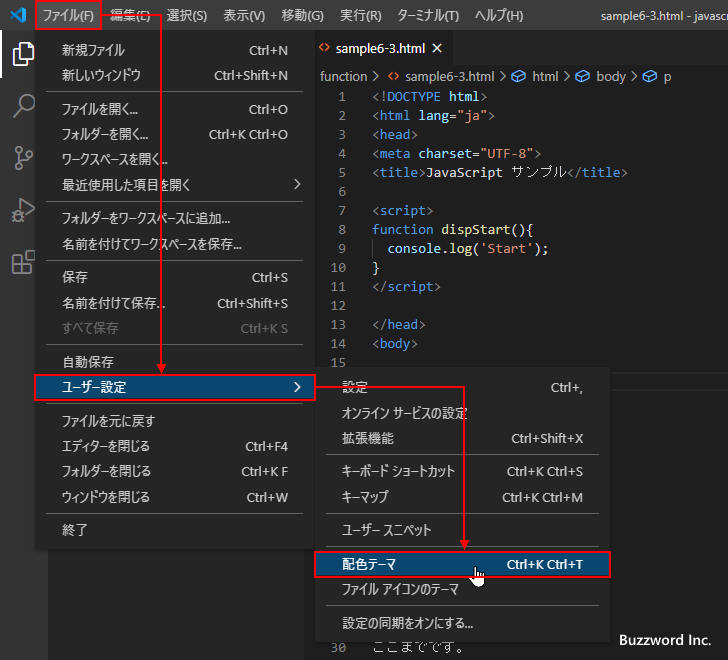 ファイル(F) 編集(E) 選択(S) 表示(V) 移動(G) 実行(R) ターミナル(T) ヘルプ(H) sample6-3.html - javasc
新規ファイル Ctrl+N
新しいウィンドウ Ctrl+Shift+N
ファイルを開く... Ctrl+O
フォルダーを開く... Ctrl+K Ctrl+O
ワークスペースを開く...
最近使用した項目を開く
フォルダーをワークスペースに追加...
名前を付けてワークスペースを保存...
保存 Ctrl+S
名前を付けて保存... Ctrl+Shift+S
すべて保存 Ctrl+K S
自動保存
ユーザー設定
ファイルを元に戻す
エディターを閉じる Ctrl+F4
フォルダーを閉じる Ctrl+K F
ウィンドウを閉じる Ctrl+W
終了
sample6-3.html
function > sample6-3.html > html > body > p
1 <!DOCTYPE html>
2 <html lang="ja">
3 <head>
4 <meta charset="UTF-8">
5 <title>JavaScript サンプル</title>
6
7 <script>
8 function dispStart(){
9 console.log('Start');
10 }
11 </script>
12
13 </head>
14 <body>
15
設定 Ctrl+,
オンライン サービスの設定
拡張機能 Ctrl+Shift+X
キーボード ショートカット Ctrl+K Ctrl+S
キーマップ Ctrl+K Ctrl+M
ユーザー スニペット
配色テーマ Ctrl+K Ctrl+T
ファイル アイコンのテーマ
設定の同期をオンにする...
30 ここまでです。
Buzzword Inc.